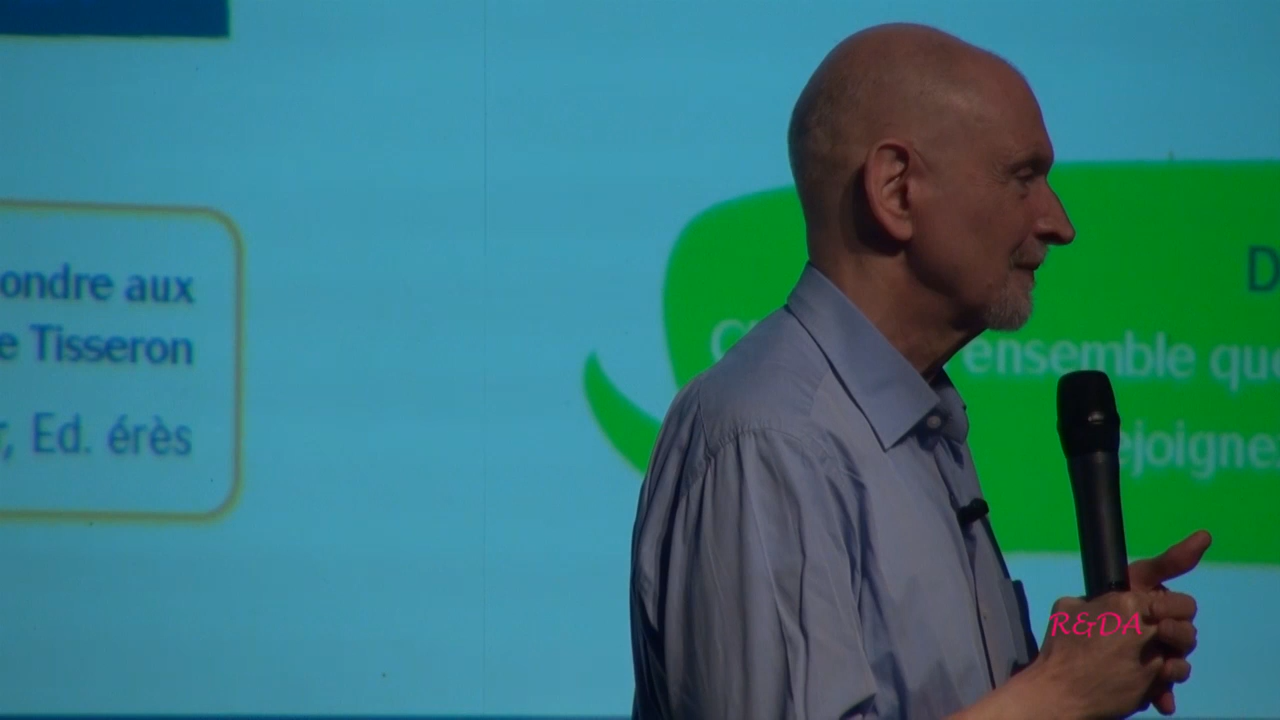 ondre aux
e Tisseron
, Ed. érès
D
ensemble que
ejoigne
R&DA